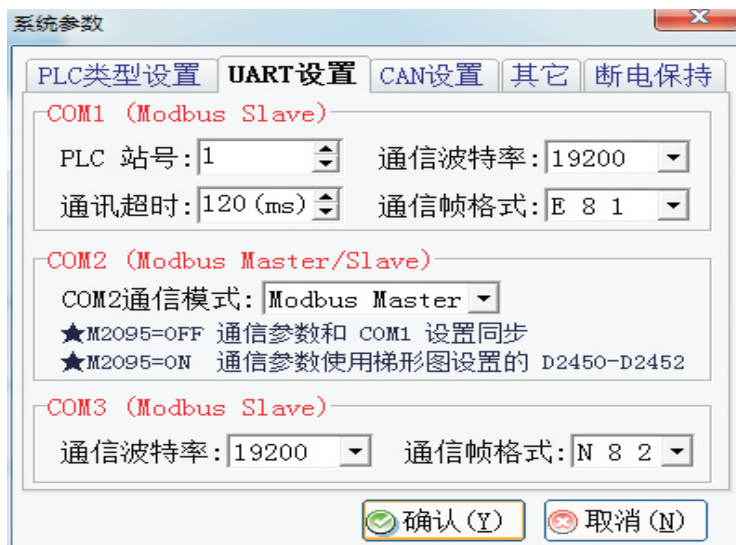 系统参数
PLC类型设置 UART设置 CAN设置 其它 断电保持
COM1 (Modbus Slave)
PLC 站号: 1 通信波特率: 19200
通讯超时: 120(ms) 通信帧格式: E 8 1
COM2 (Modbus Master/Slave)
COM2通信模式: Modbus Master
★M2095=OFF 通信参数和 COM1 设置同步
★M2095=ON 通信参数使用梯形图设置的 D2450-D2452
COM3 (Modbus Slave)
通信波特率: 19200 通信帧格式: N 8 2
确认(Y) 取消(N)